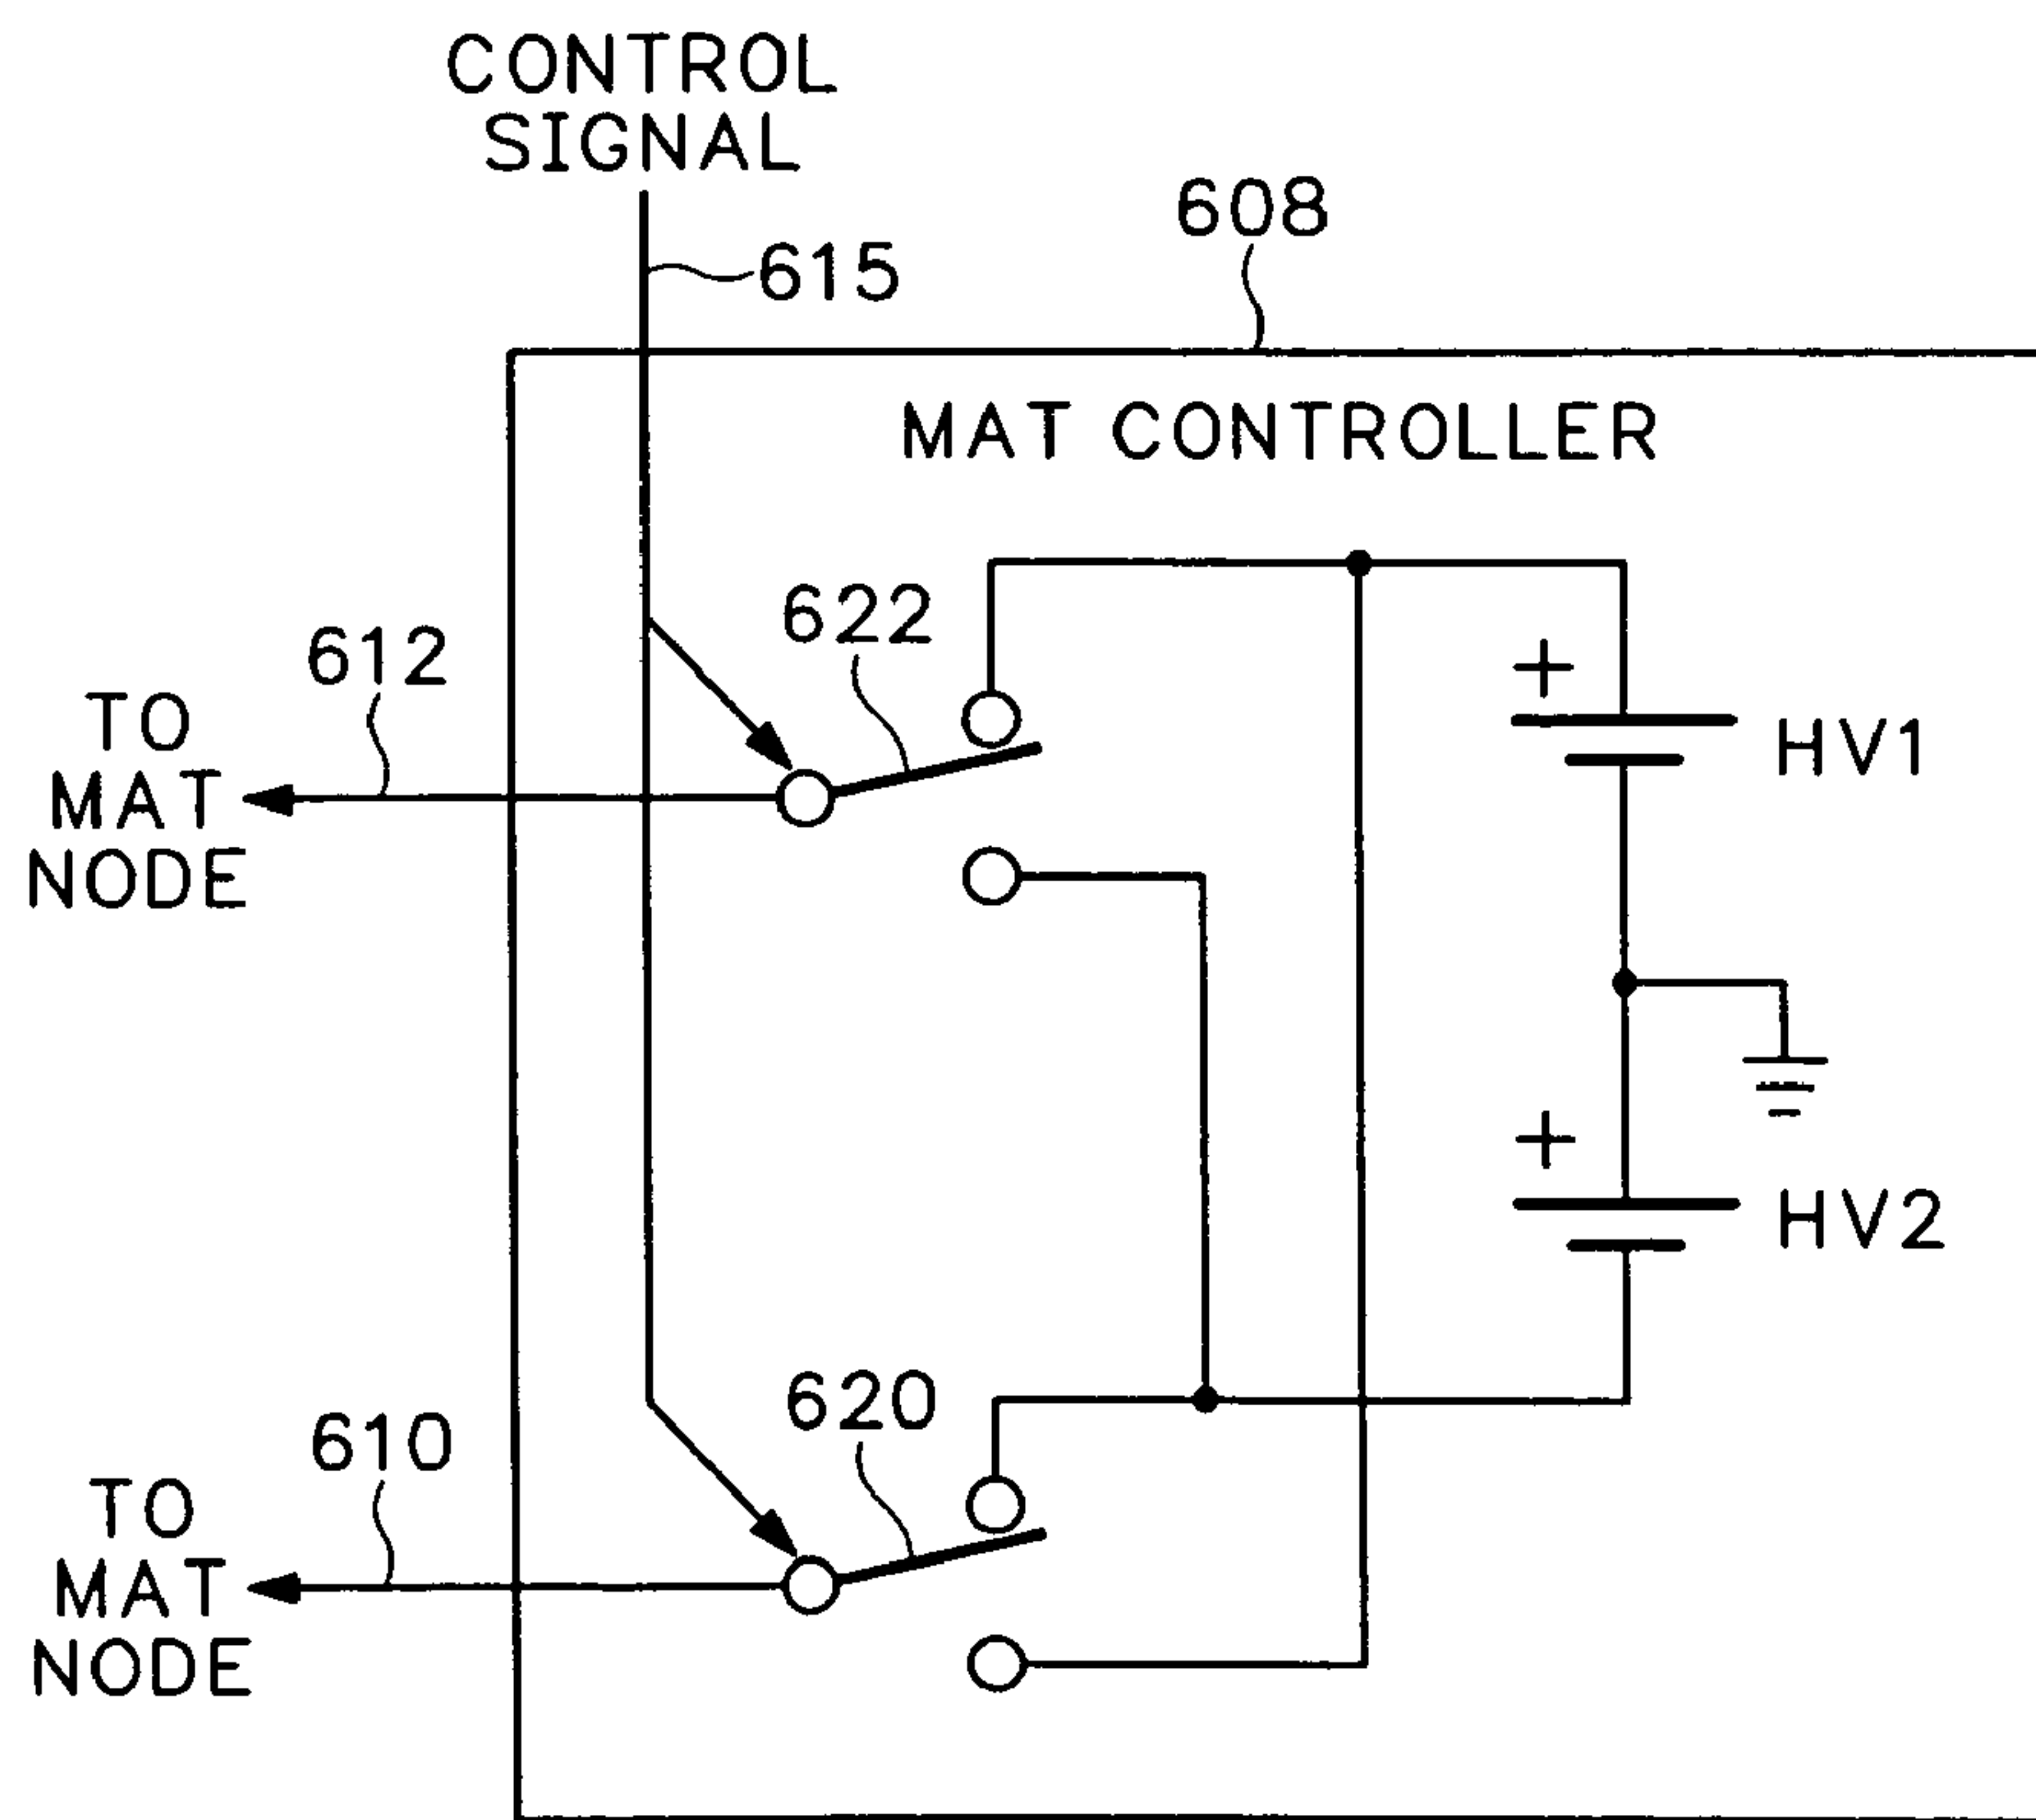 CONTROL
SIGNAL
615
608
MAT CONTROLLER
622
612
TO
MAT
NODE
+
HV1
+
HV2
620
610
TO
MAT
NODE